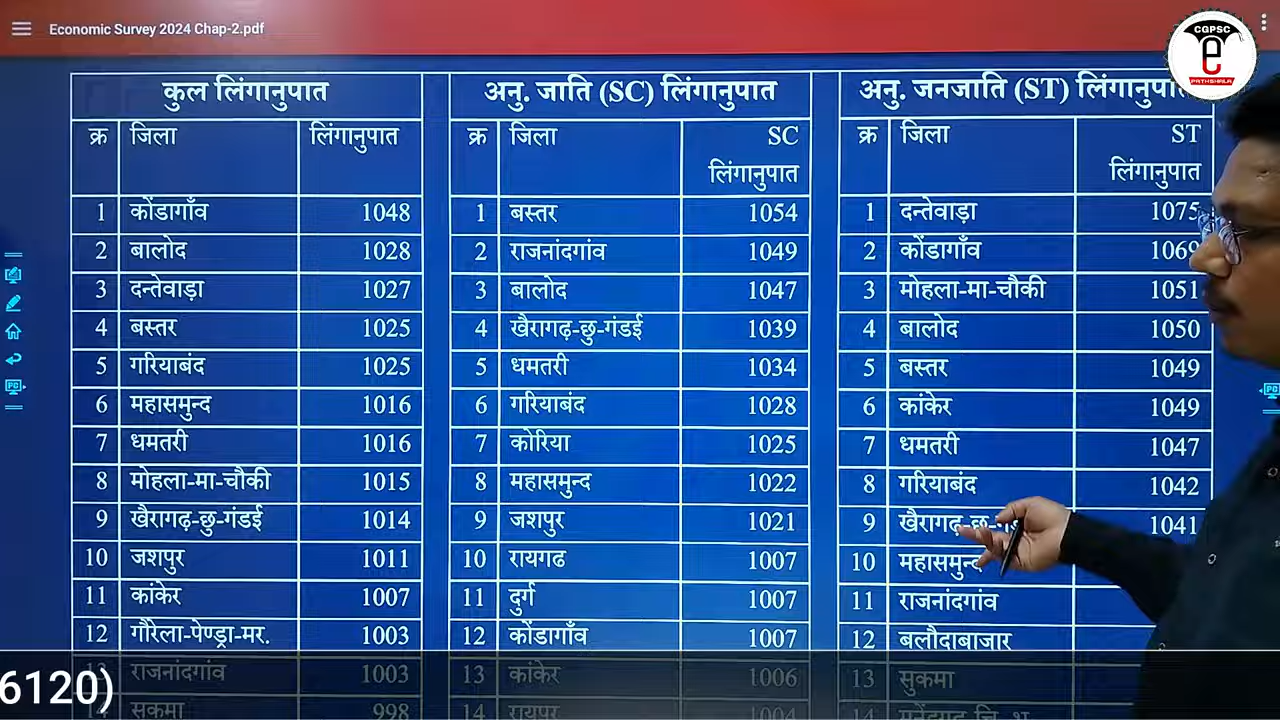 Economic Survey 2024 Chap-2.pdf
CGPSC
e
PATHSHALA
कुल लिंगानुपात
क्र जिला लिंगानुपात
1 कोंडागाँव 1048
2 बालोद 1028
3 दन्तेवाड़ा 1027
4 बस्तर 1025
5 गरियाबंद 1025
6 महासमुन्द 1016
7 धमतरी 1016
8 मोहला-मा-चौकी 1015
9 खैरागढ़-छु-गंडई 1014
10 जशपुर 1011
11 कांकेर 1007
12 गौरेला-पेण्ड्रा-मर. 1003
13 राजनांदगांव 1003
14 सुकमा 998
अनु. जाति (SC) लिंगानुपात
क्र जिला SC
लिंगानुपात
1 बस्तर 1054
2 राजनांदगांव 1049
3 बालोद 1047
4 खैरागढ़-छु-गंडई 1039
5 धमतरी 1034
6 गरियाबंद 1028
7 कोरिया 1025
8 महासमुन्द 1022
9 जशपुर 1021
10 रायगढ 1007
11 दुर्ग 1007
12 कोंडागाँव 1007
13 कांकेर 1006
14 रायपुर 1004
अनु. जनजाति (ST) लिंगानुपात
क्र जिला ST
लिंगानुपात
1 दन्तेवाड़ा 1075
2 कोंडागाँव 1069
3 मोहला-मा-चौकी 1051
4 बालोद 1050
5 बस्तर 1049
6 कांकेर 1049
7 धमतरी 1047
8 गरियाबंद 1042
9 1041
10 महासमुन्द
11 राजनांदगांव
12 बलौदाबाजार
13 सुकमा
14
6120)